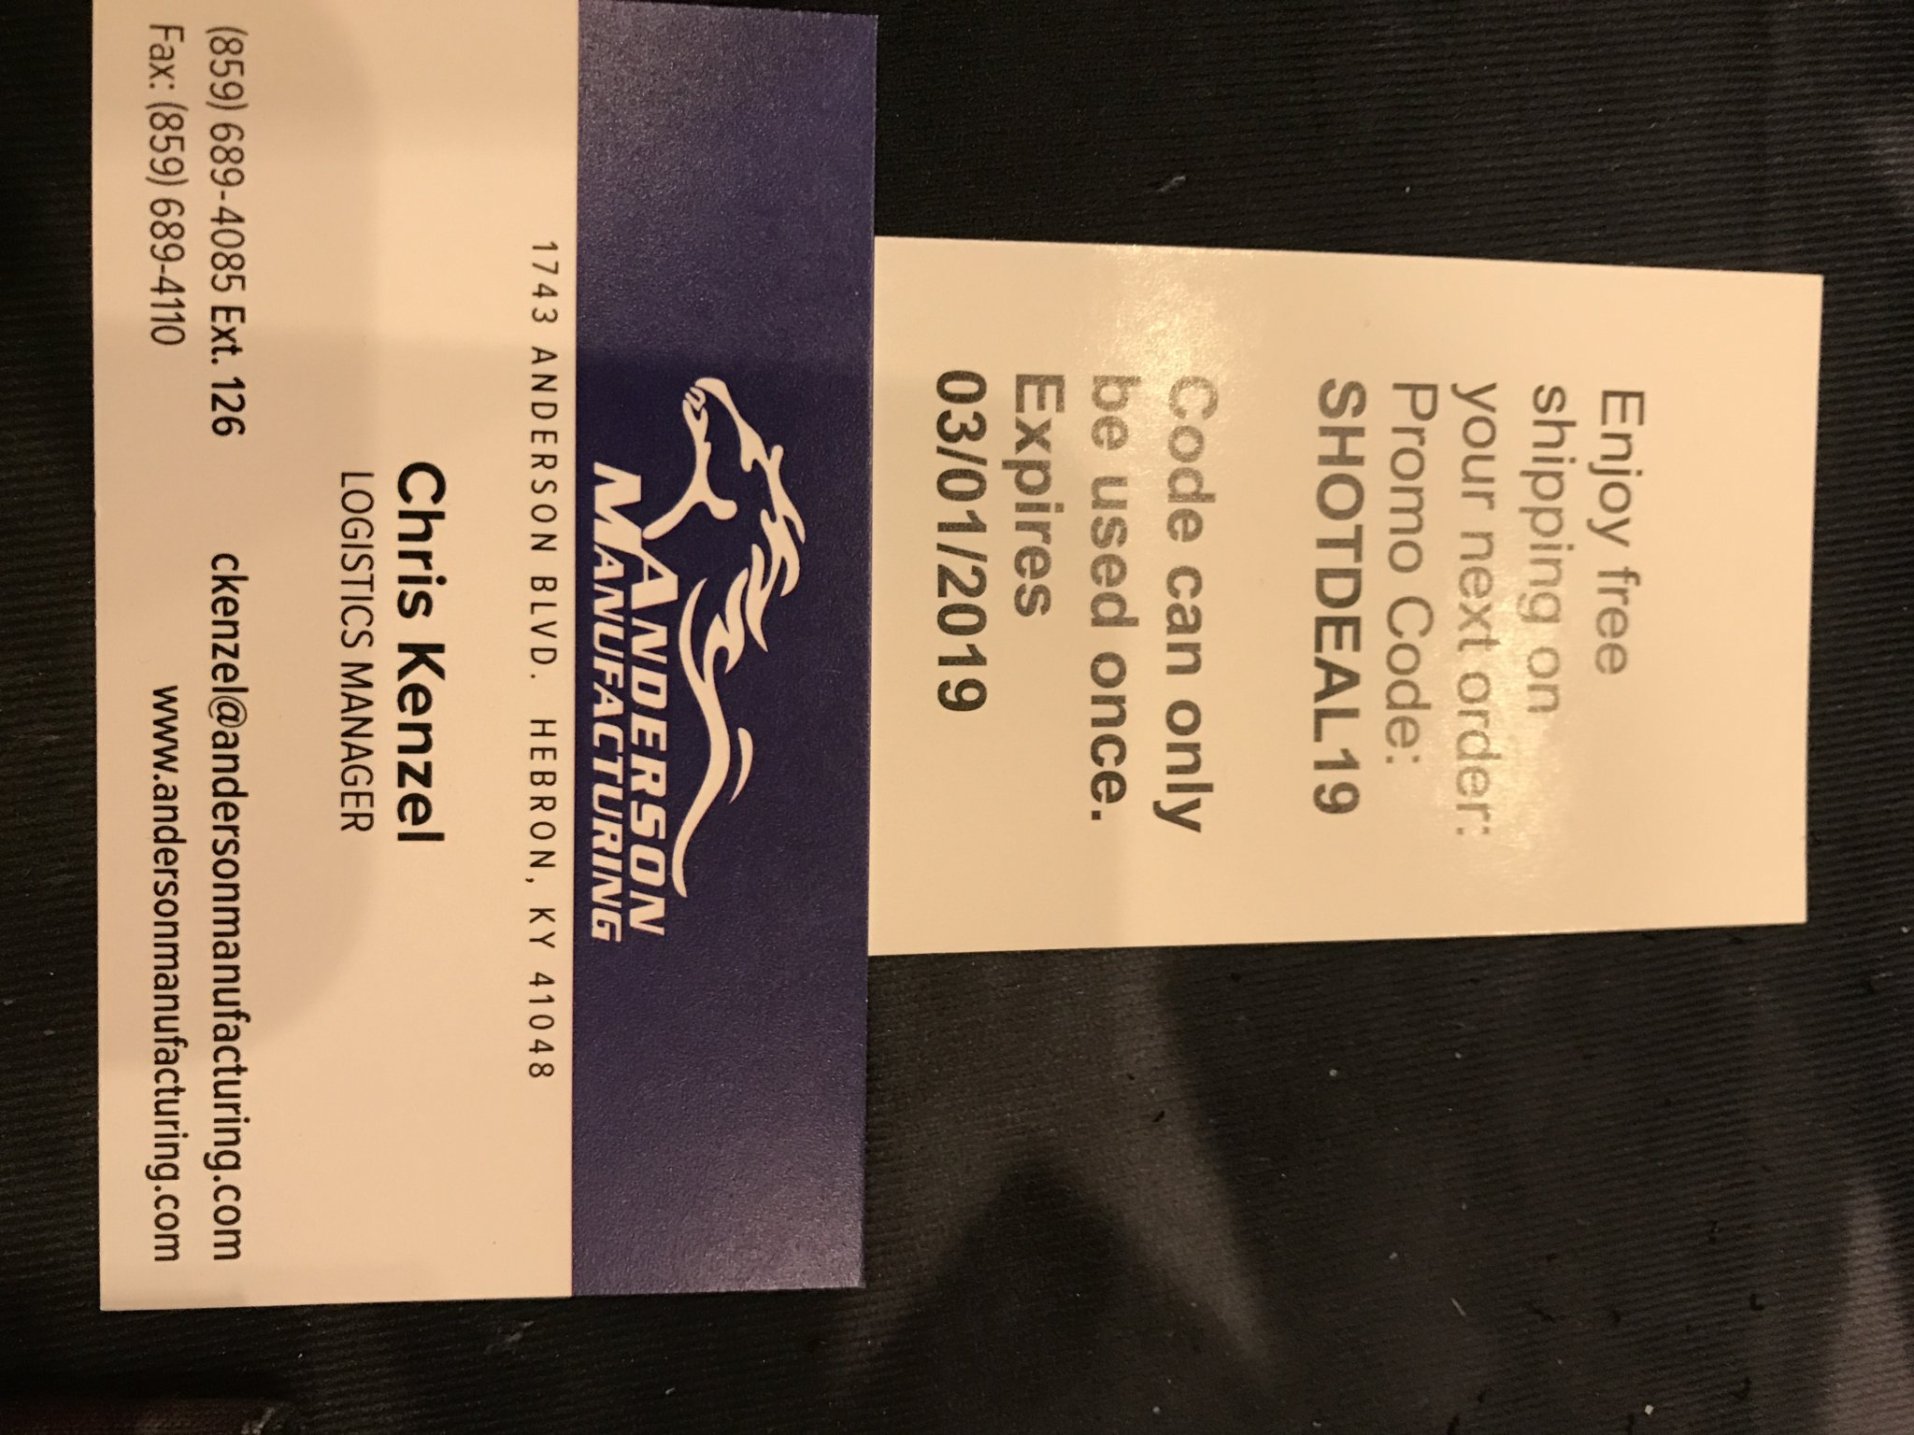 Enjoy free
shipping on
your next order:
Promo Code:
SHOTDEAL19
Code can only
be used once.
Expires
03/01/2019
ANDERSON
MANUFACTURING
1743 ANDERSON BLVD. HEBRON, KY 41048
Chris Kenzel
LOGISTICS MANAGER
(859) 689-4085 Ext. 126 ckenzel@andersonmanufacturing.com
Fax: (859) 689-4110 www.andersonmanufacturing.com